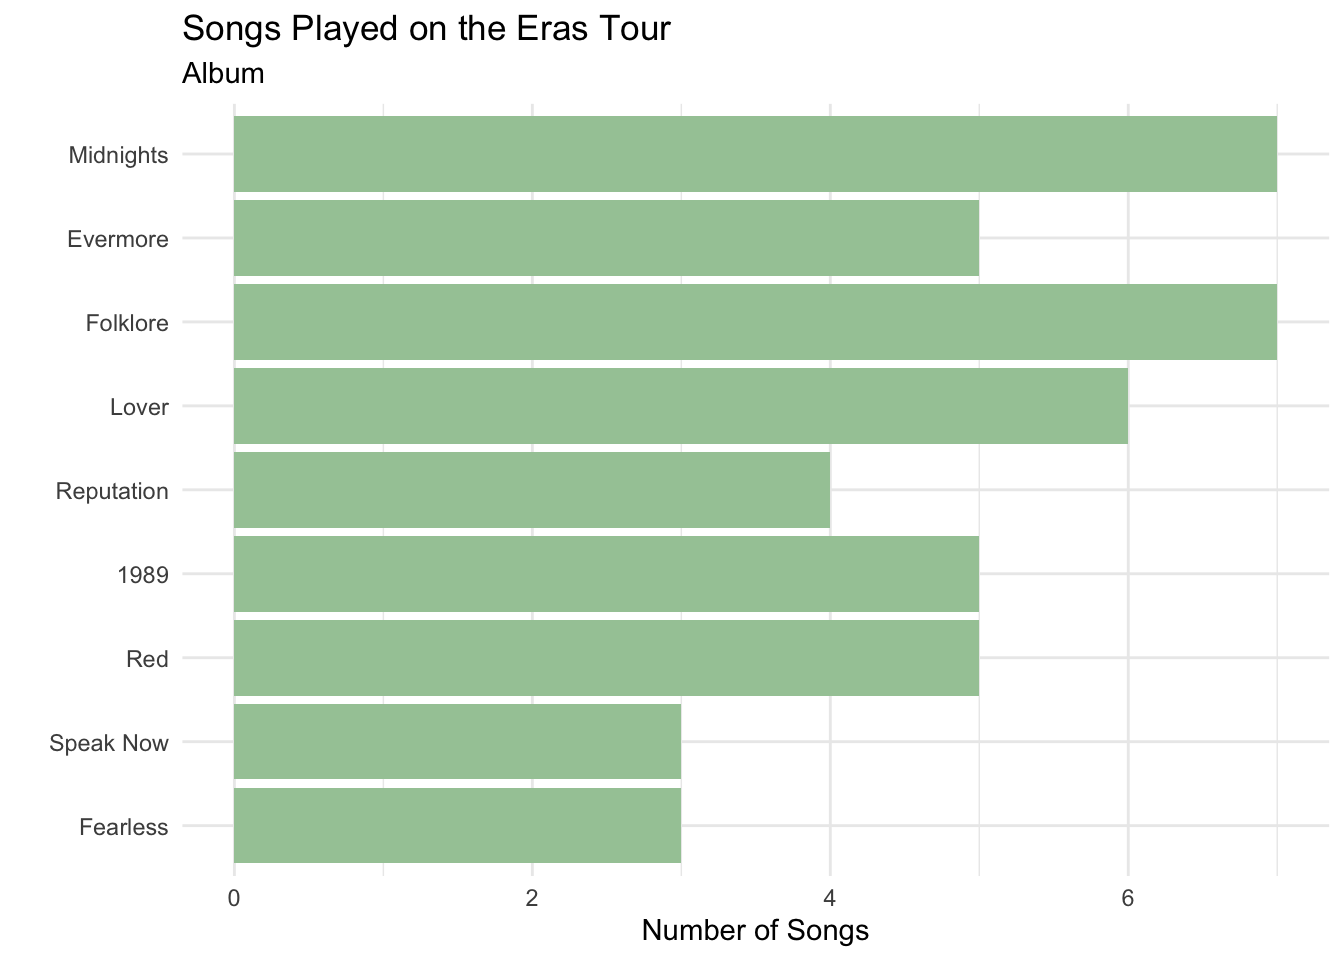 Songs Played on the Eras Tour
Album
Midnights
Evermore
Folklore
Lover
Reputation
1989
Red
Speak Now
Fearless
0 2 4 6
Number of Songs